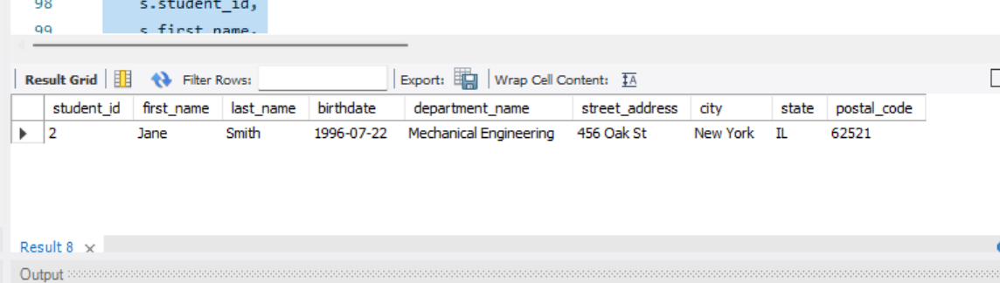 98 s.student_id,
99 s.first_name,
Result Grid Filter Rows: Export: Wrap Cell Content: IA
student_id first_name last_name birthdate department_name street_address city state postal_code
2 Jane Smith 1996-07-22 Mechanical Engineering 456 Oak St New York IL 62521
Result 8 ×
Output